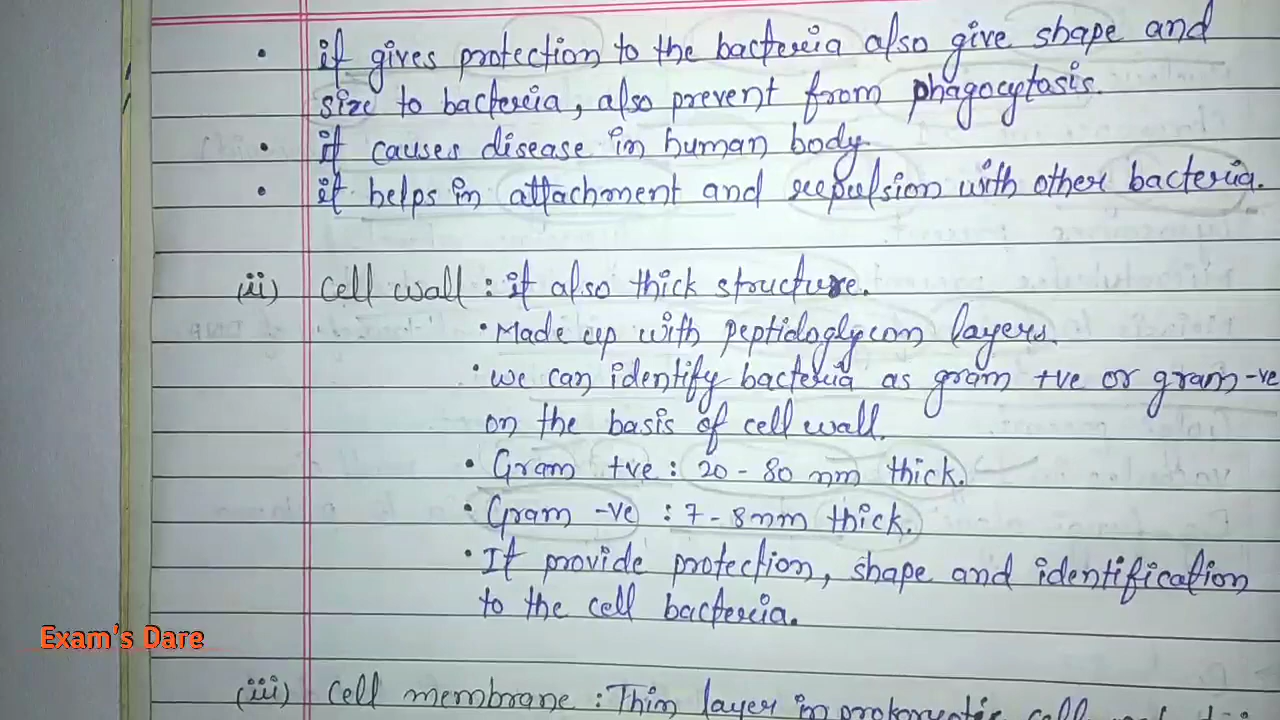 • it gives protection to the bacteria also give shape and
size to bacteria, also prevent from phagocytosis.
• it causes disease in human body
• it helps in attachment and repulsion with other bacteria.
(ii) cell wall : it also thick structure.
• Made up with peptidoglycan layers.
• we can identify bacteria as gram +ve or gram -ve
on the basis of cell wall.
• Gram +ve : 20 - 80 nm thick.
• Gram -ve : 7 - 8 nm thick.
• It provide protection, shape and identification
to the cell bacteria.
Exam's Dare
(iii) cell membrane : Thin layer in prokaryotic cell